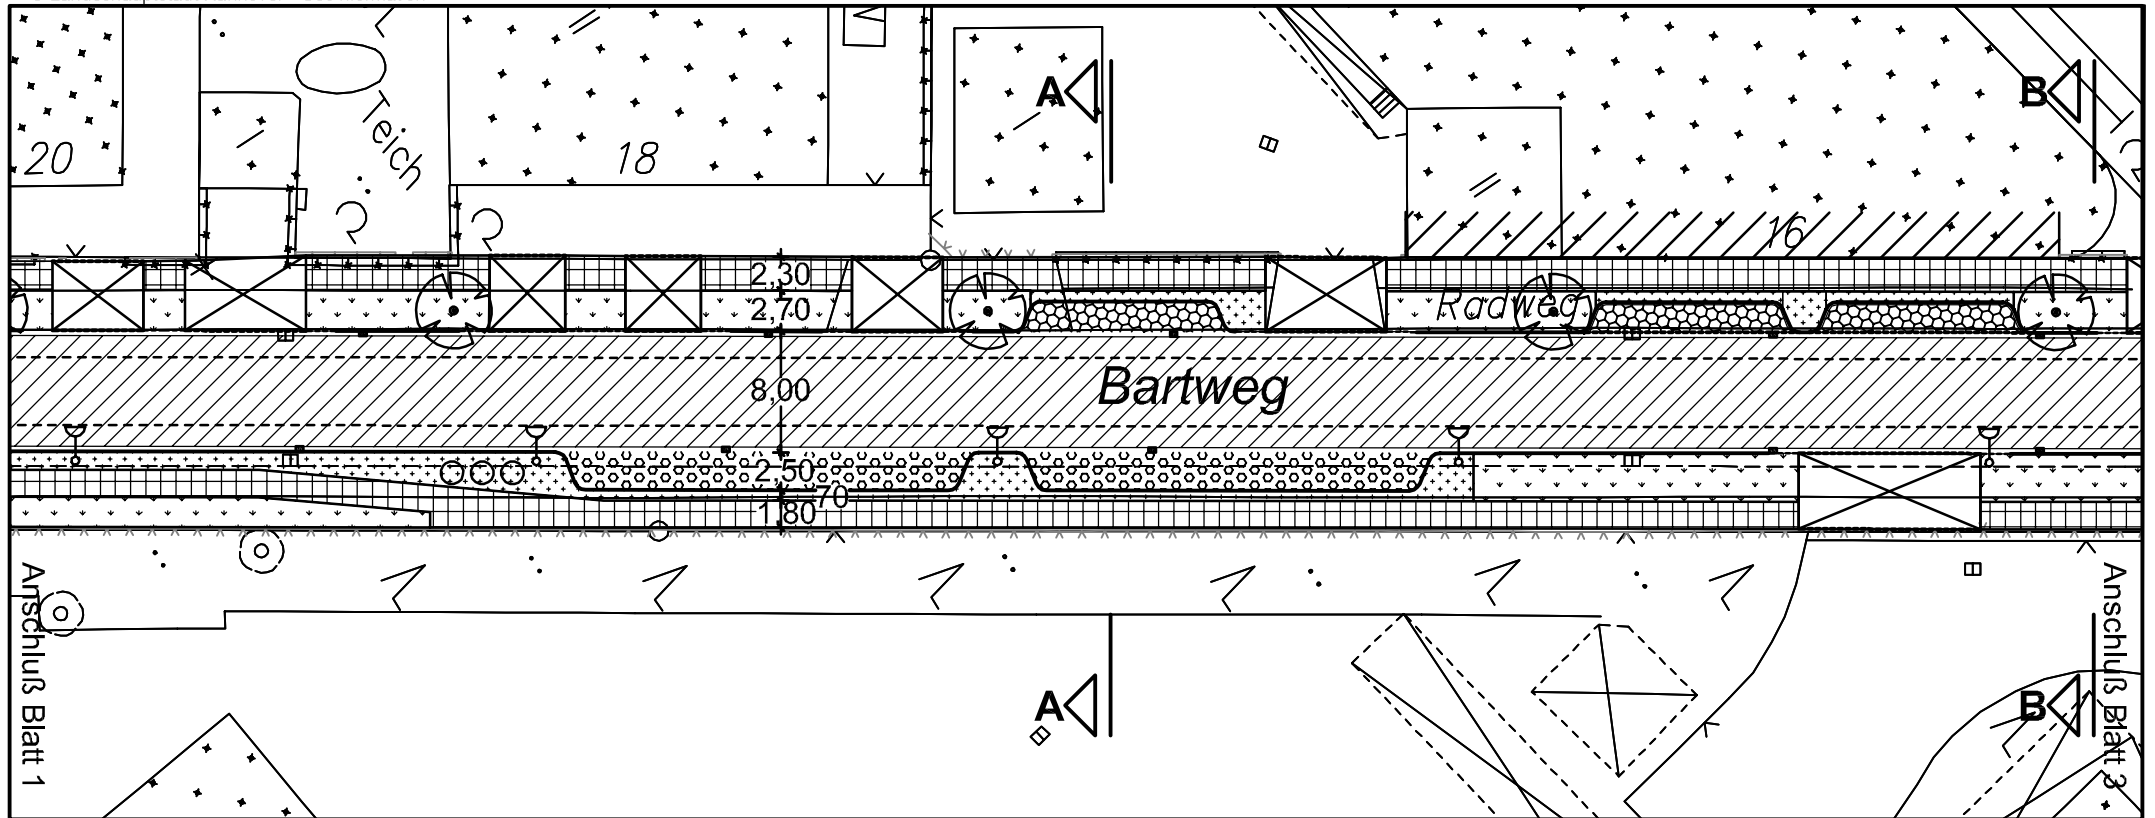 A
B
Teich
20
18
16
2,30
2,70
Radweg
8,00
Bartweg
2,50
70
1,80
Anschluß Blatt 1
Anschluß Blatt 3
A
B